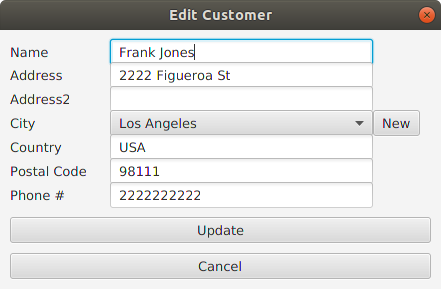 Edit Customer
Name Frank Jones
Address 2222 Figueroa St
Address2
City Los Angeles New
Country USA
Postal Code 98111
Phone # 2222222222
Update
Cancel